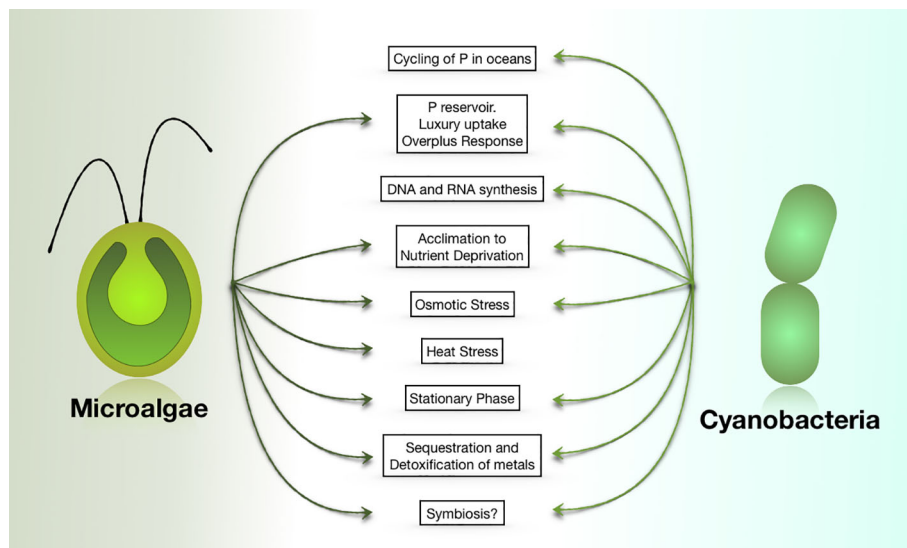 Cycling of P in oceans
P reservoir.
Luxury uptake
Overplus Response
DNA and RNA synthesis
Acclimation to
Nutrient Deprivation
Osmotic Stress
Heat Stress
Stationary Phase
Sequestration and
Detoxification of metals
Symbiosis?
Microalgae
Cyanobacteria